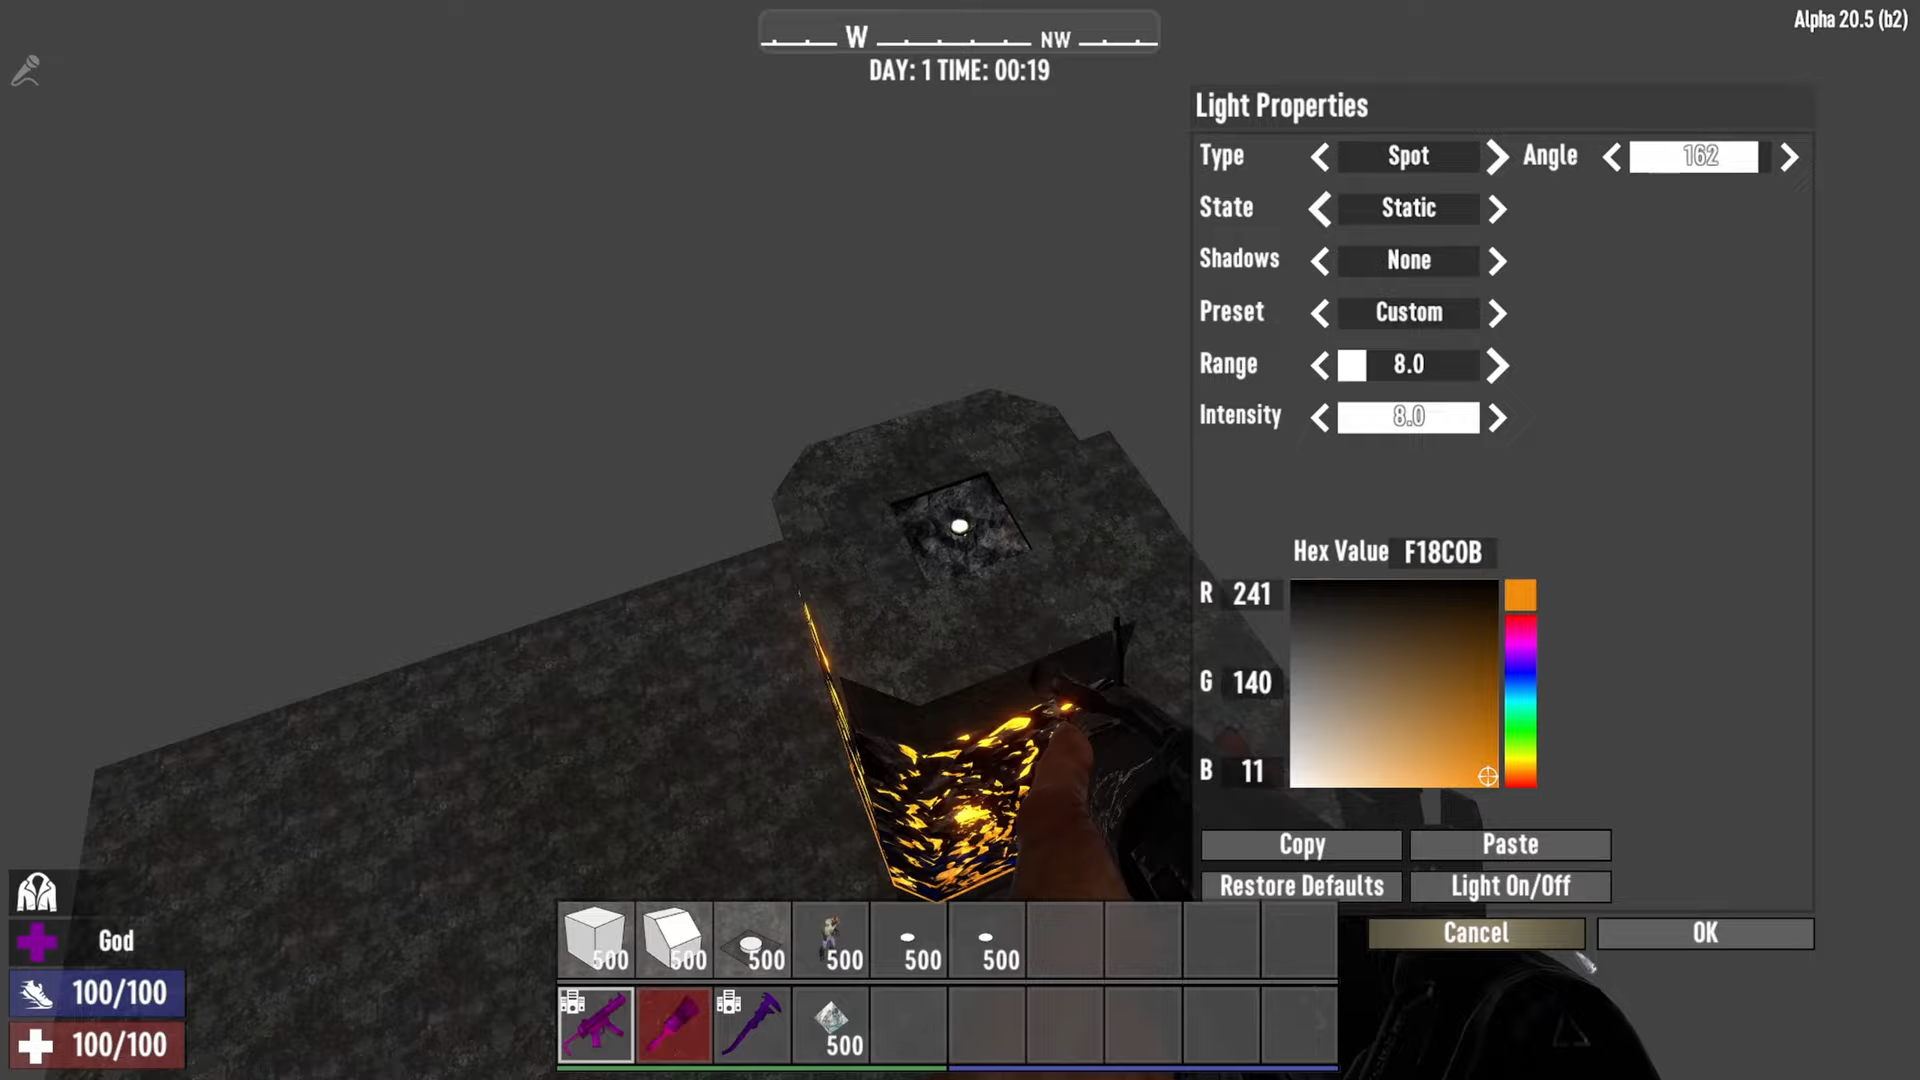 W NW
Alpha 20.5 (b2)
DAY: 1 TIME: 00:19
Light Properties
Type Spot Angle 162
State Static
Shadows None
Preset Custom
Range 8.0
Intensity 8.0
Hex Value F18C0B
R 241
G 140
B 11
Copy Paste
Restore Defaults Light On/Off
Cancel OK
God
100/100
100/100
500 500 500 500 500 500
500